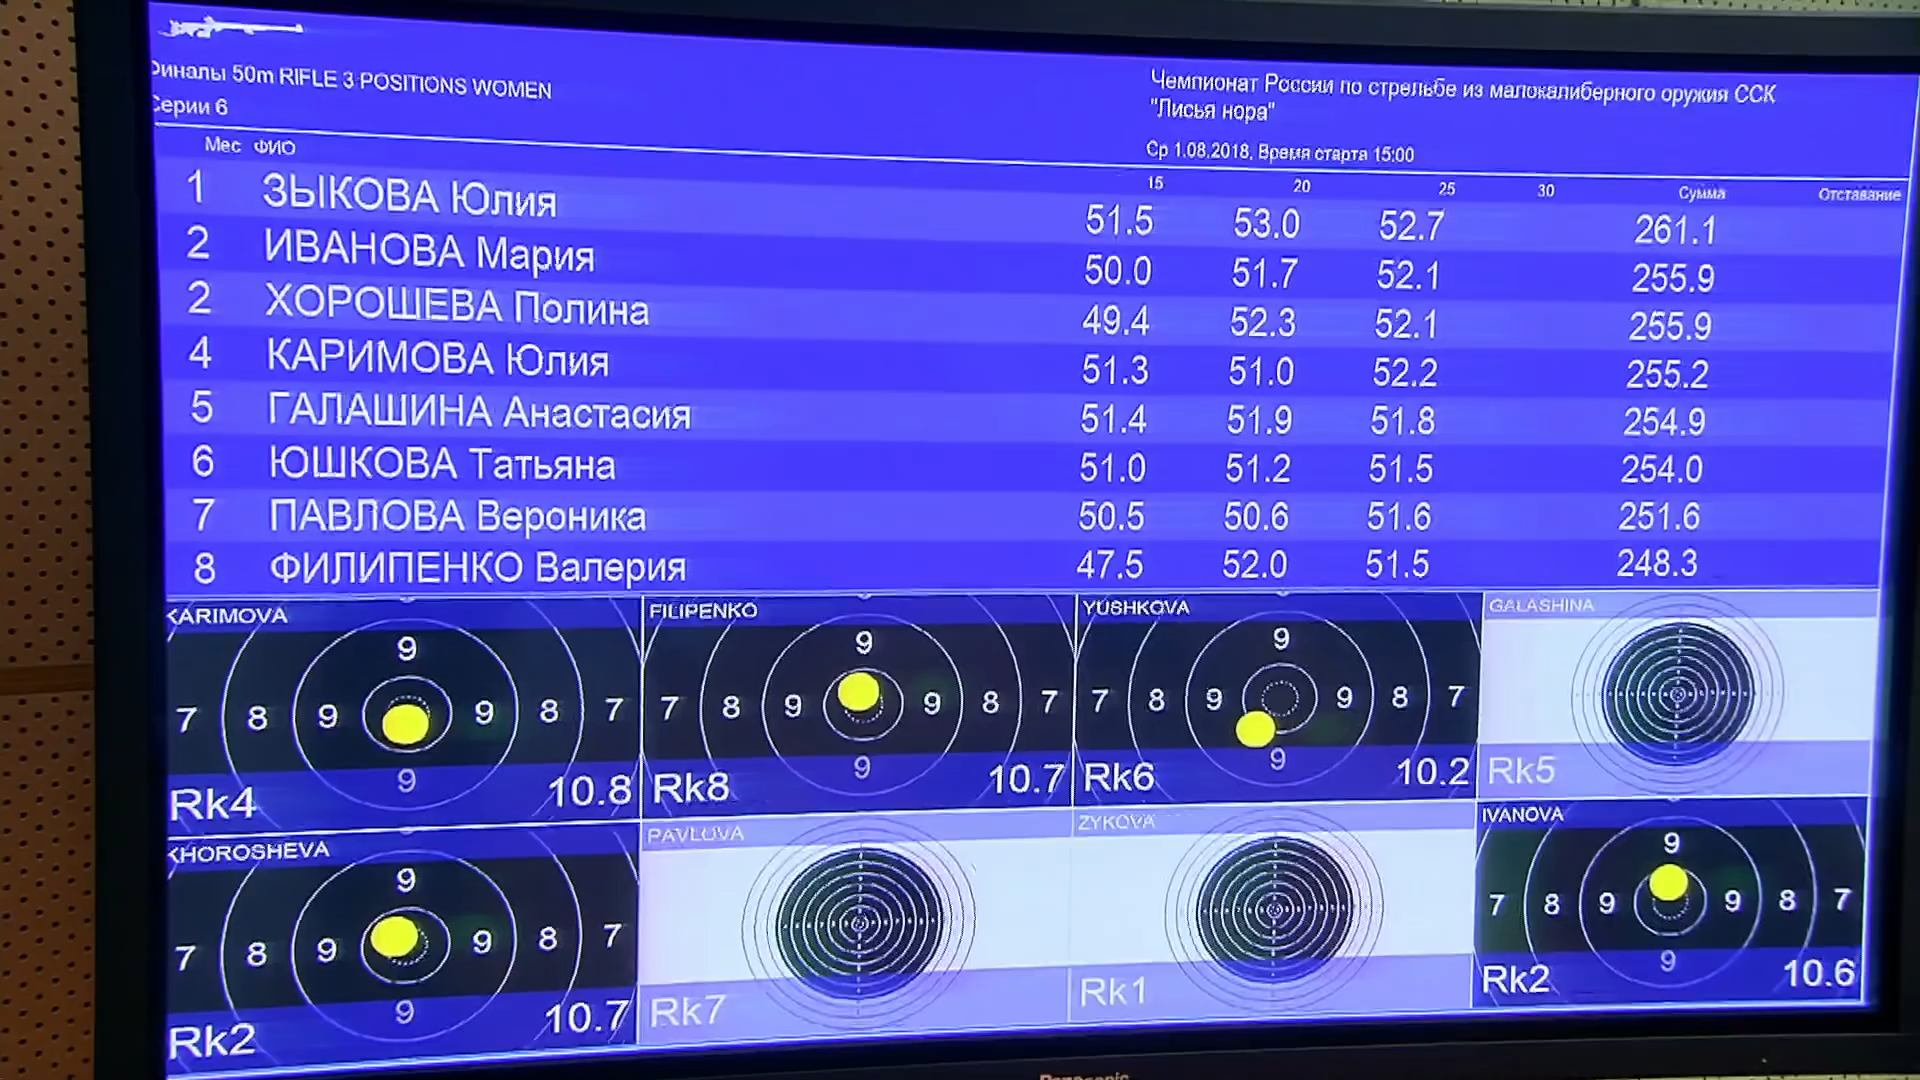 Финалы 50m RIFLE 3 POSITIONS WOMEN
Серии 6
Чемпионат России по стрельбе из малокалиберного оружия ССК
"Лисья нора"
Ср 1.08.2018, Время старта 15:00
Мес ФИО 15 20 25 30 Сумма Отставание
1 ЗЫКОВА Юлия 51.5 53.0 52.7 261.1
2 ИВАНОВА Мария 50.0 51.7 52.1 255.9
2 ХОРОШЕВА Полина 49.4 52.3 52.1 255.9
4 КАРИМОВА Юлия 51.3 51.0 52.2 255.2
5 ГАЛАШИНА Анастасия 51.4 51.9 51.8 254.9
6 ЮШКОВА Татьяна 51.0 51.2 51.5 254.0
7 ПАВЛОВА Вероника 50.5 50.6 51.6 251.6
8 ФИЛИПЕНКО Валерия 47.5 52.0 51.5 248.3
KARIMOVA
9
7 8 9 9 8 7
9
Rk4 10.8
FILIPENKO
9
7 8 9 9 8 7
9
Rk8 10.7
YUSHKOVA
9
7 8 9 9 8 7
9
Rk6 10.2
GALASHINA
Rk5
KHOROSHEVA
9
7 8 9 9 8 7
9
Rk2 10.7
PAVLOVA
Rk7
ZYKOVA
Rk1
IVANOVA
9
7 8 9 9 8 7
9
Rk2 10.6
Panasonic